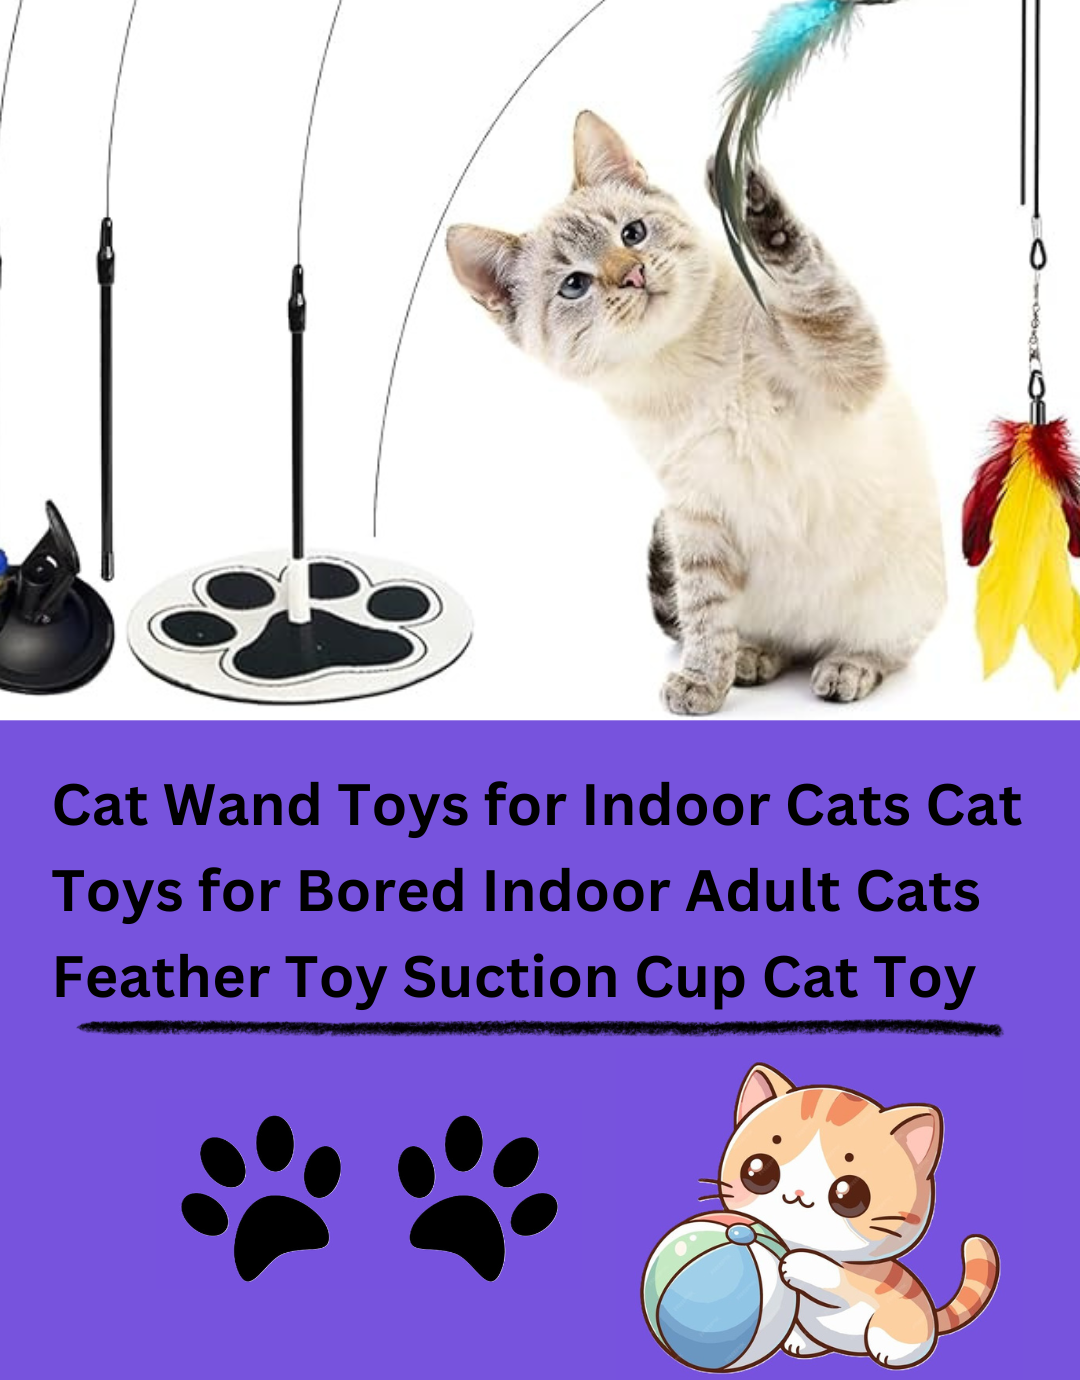 Cat Wand Toys for Indoor Cats Cat
Toys for Bored Indoor Adult Cats
Feather Toy Suction Cup Cat Toy